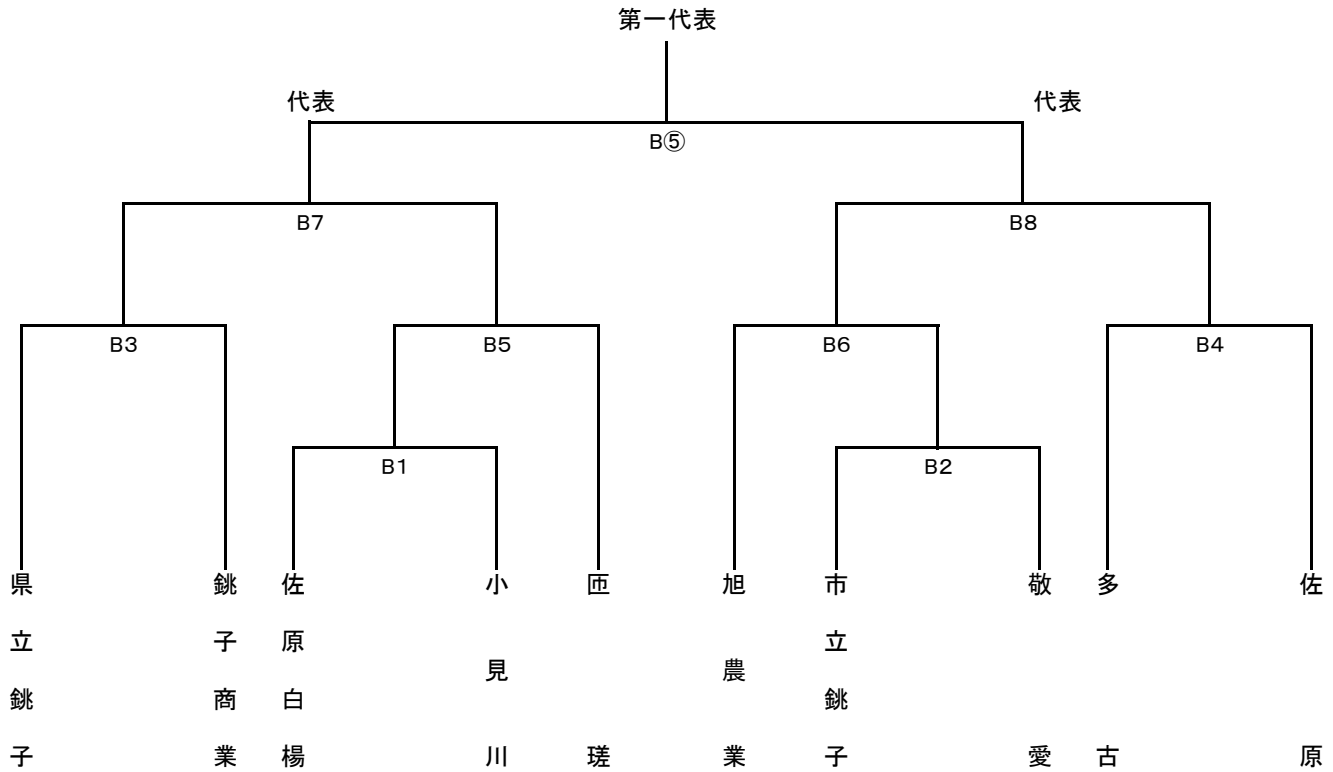 第一代表
代表
代表
B⑤
B7
B8
B3
B5
B6
B4
B1
B2
県立銚子
銚子商業
佐原白楊
小見川
匝瑳
旭農業
市立銚子
敬愛
多古
佐原